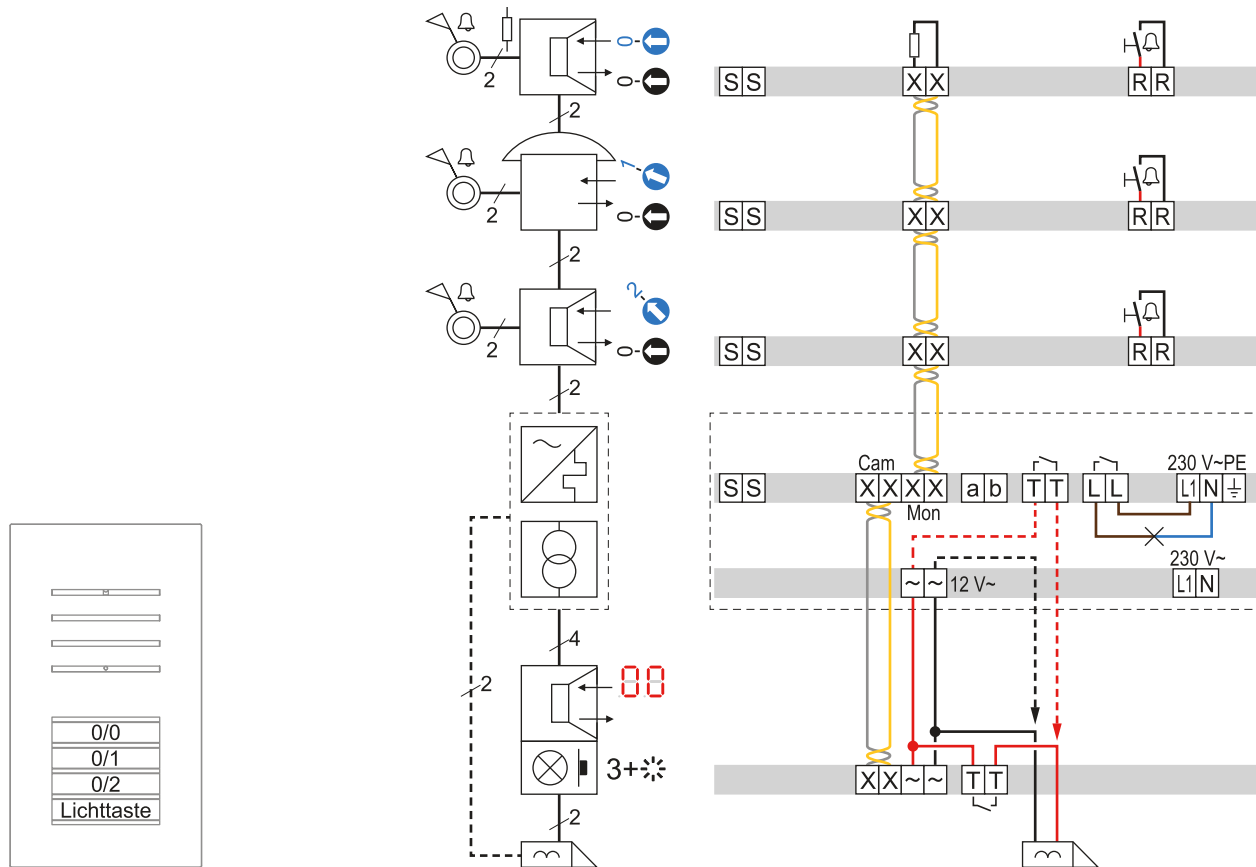 2
0
0
S S
X X
R R
2
2
1
0
S S
X X
R R
2
2
2
0
S S
X X
R R
2
Cam
230 V~PE
S S
X X X X
a b
T T
L L
L1 N
Mon
230 V~
~ ~
12 V~
L1 N
4
2
00
0/0
0/1
0/2
Lichttaste
3+
X X ~ ~
T T
2